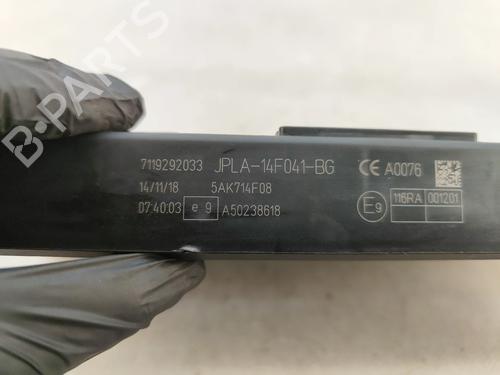 B-PARTS
7119292033 JPLA-14F041-BG CE A0076
14/11/18 5AK714F08
07:40:03 e 9 A50238618
E9 116RA 001201